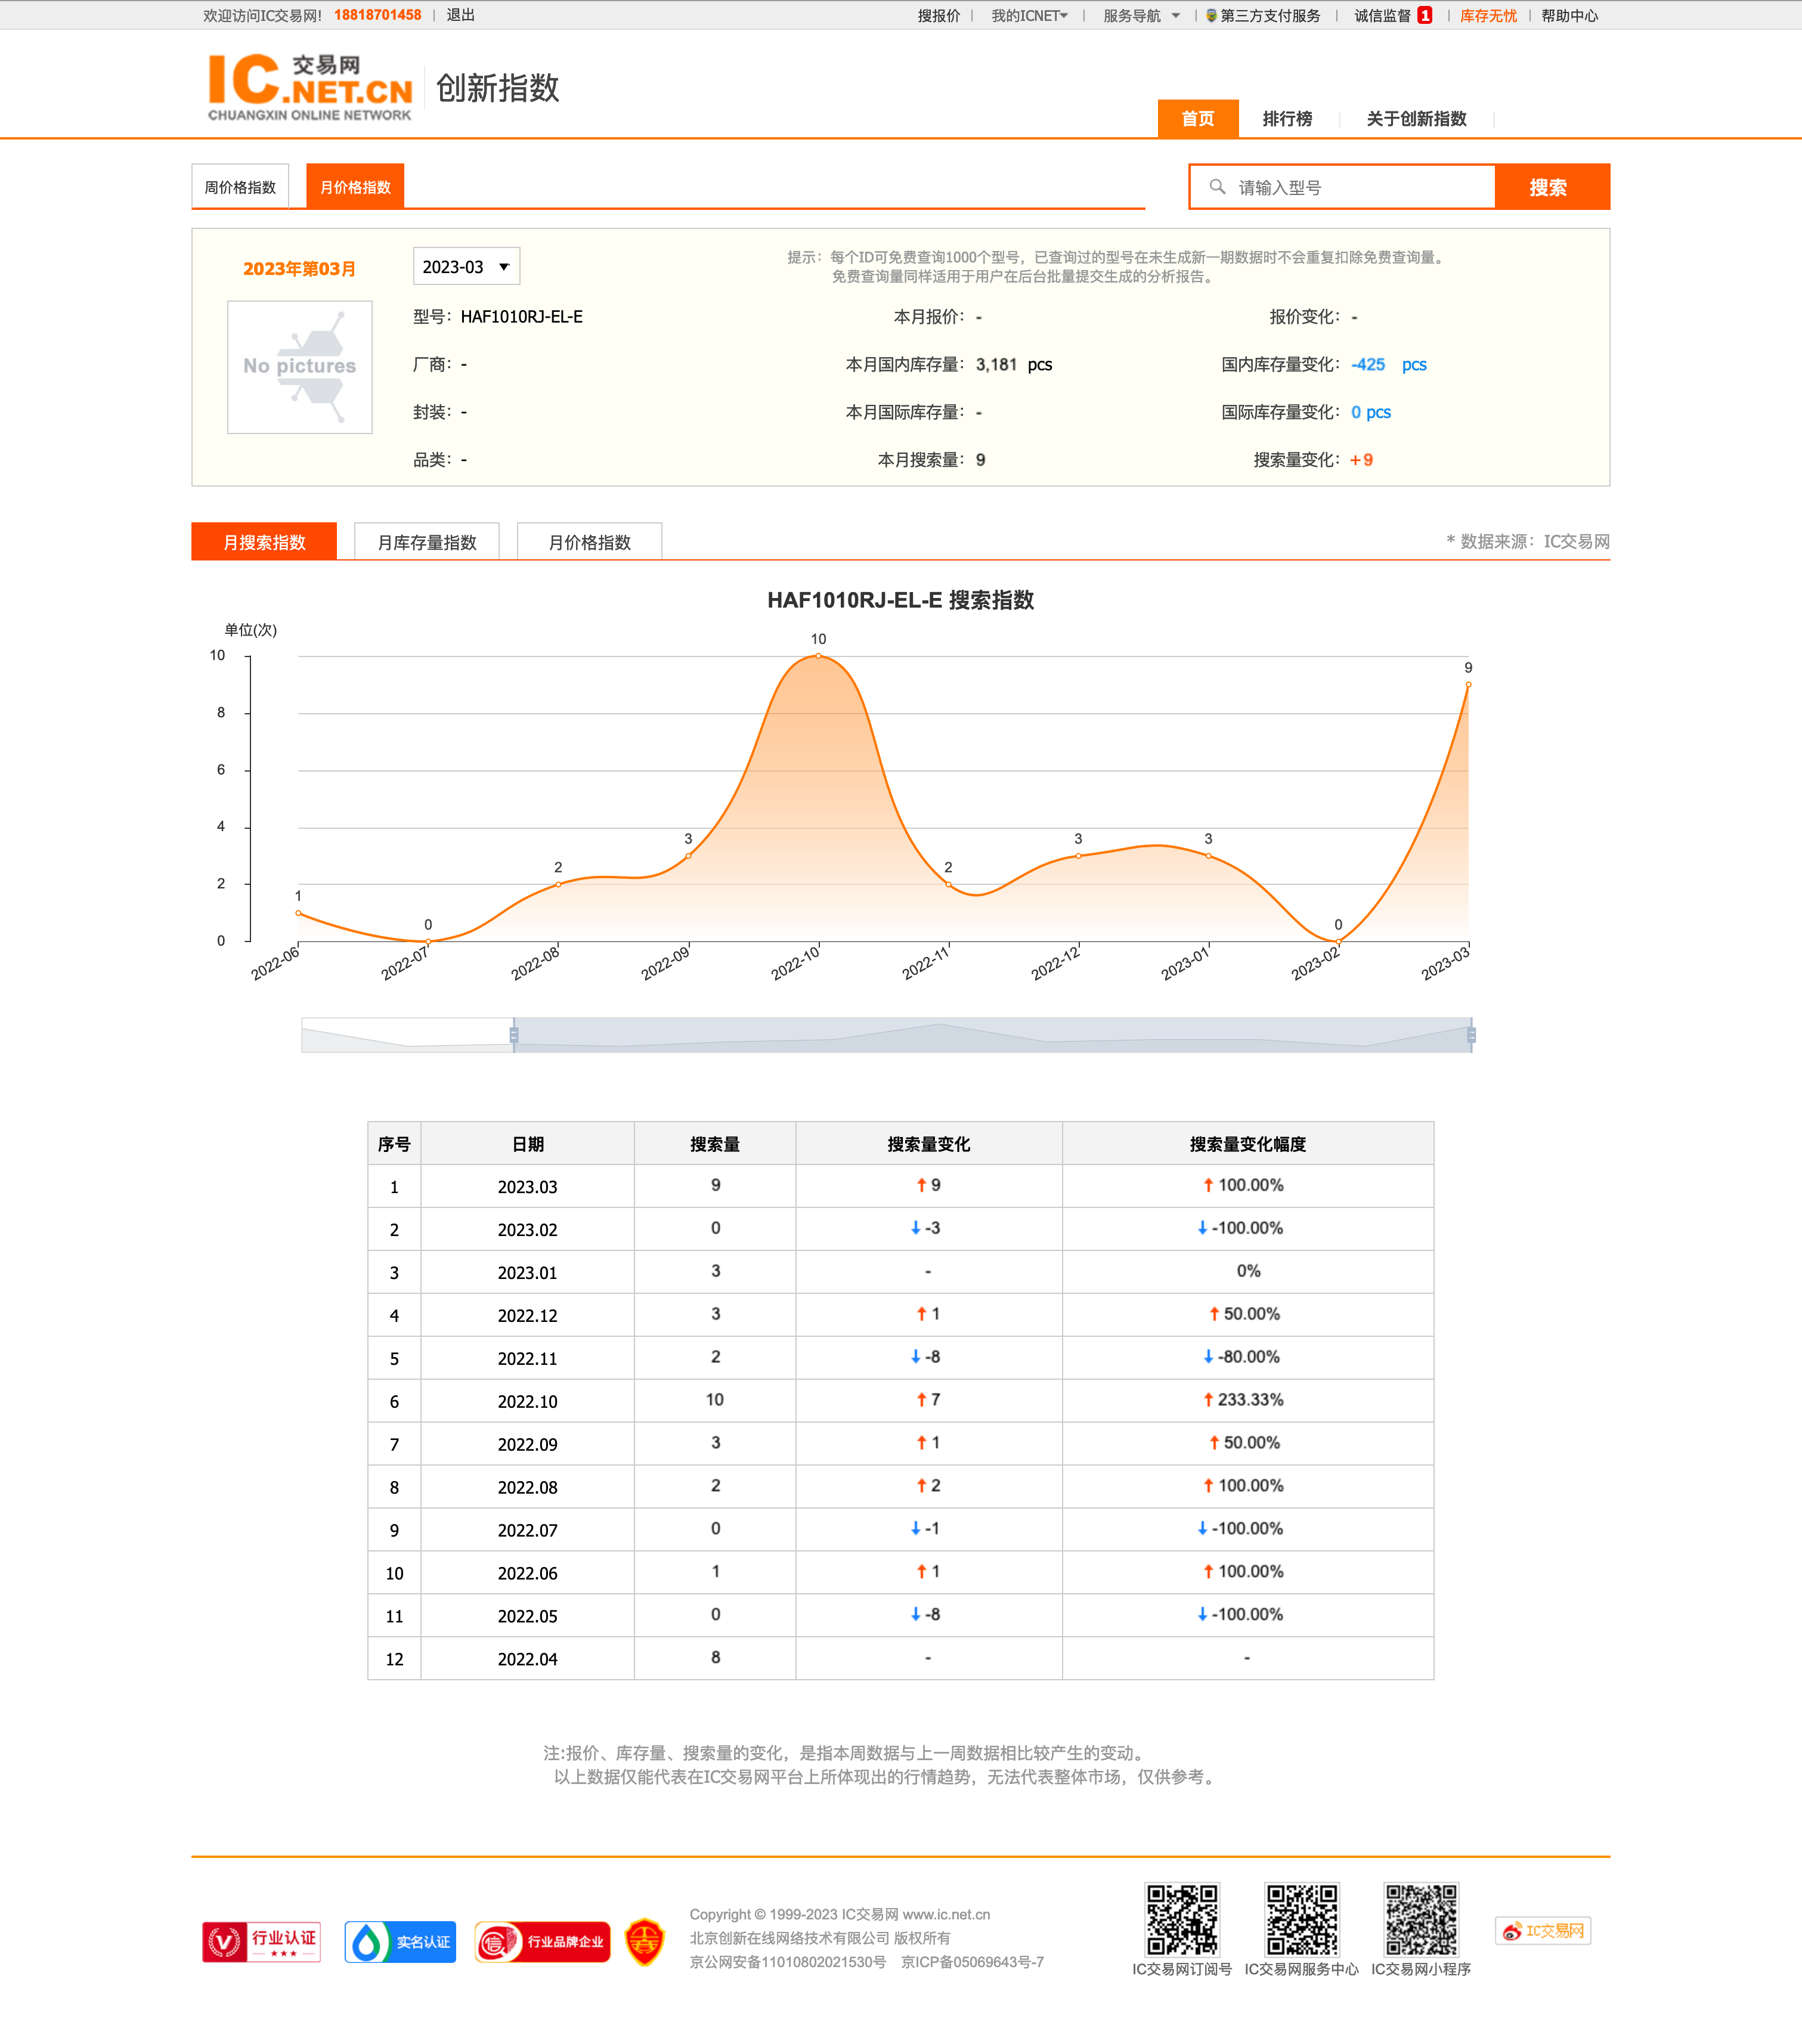 欢迎访问IC交易网! 18818701458 | 退出
搜报价 | 我的ICNET | 服务导航 | 第三方支付服务 | 诚信监督 1 | 库存无忧 | 帮助中心
IC交易网
.NET.CN
CHUANGXIN ONLINE NETWORK
创新指数
首页 排行榜 关于创新指数
周价格指数 月价格指数
请输入型号 搜索
2023年第03月
2023-03
提示：每个ID可免费查询1000个型号，已查询过的型号在未生成新一期数据时不会重复扣除免费查询量。
免费查询量同样适用于用户在后台批量提交生成的分析报告。
No pictures
型号：HAF1010RJ-EL-E 本月报价：- 报价变化：-
厂商：- 本月国内库存量：3,181 pcs 国内库存量变化：-425 pcs
封装：- 本月国际库存量：- 国际库存量变化：0 pcs
品类：- 本月搜索量：9 搜索量变化：+9
月搜索指数 月库存量指数 月价格指数
* 数据来源：IC交易网
HAF1010RJ-EL-E 搜索指数
单位(次)
10
8
6
4
2
0
1 0 2 3 10 2 3 3 0 9
2022-06 2022-07 2022-08 2022-09 2022-10 2022-11 2022-12 2023-01 2023-02 2023-03
序号 日期 搜索量 搜索量变化 搜索量变化幅度
1 2023.03 9 ↑ 9 ↑ 100.00%
2 2023.02 0 ↓ -3 ↓ -100.00%
3 2023.01 3 - 0%
4 2022.12 3 ↑ 1 ↑ 50.00%
5 2022.11 2 ↓ -8 ↓ -80.00%
6 2022.10 10 ↑ 7 ↑ 233.33%
7 2022.09 3 ↑ 1 ↑ 50.00%
8 2022.08 2 ↑ 2 ↑ 100.00%
9 2022.07 0 ↓ -1 ↓ -100.00%
10 2022.06 1 ↑ 1 ↑ 100.00%
11 2022.05 0 ↓ -8 ↓ -100.00%
12 2022.04 8 - -
注:报价、库存量、搜索量的变化，是指本周数据与上一周数据相比较产生的变动。
以上数据仅能代表在IC交易网平台上所体现出的行情趋势，无法代表整体市场，仅供参考。
行业认证
实名认证
信 行业品牌企业
Copyright © 1999-2023 IC交易网 www.ic.net.cn
北京创新在线网络技术有限公司 版权所有
京公网安备11010802021530号 京ICP备05069643号-7
IC交易网订阅号 IC交易网服务中心 IC交易网小程序
IC交易网